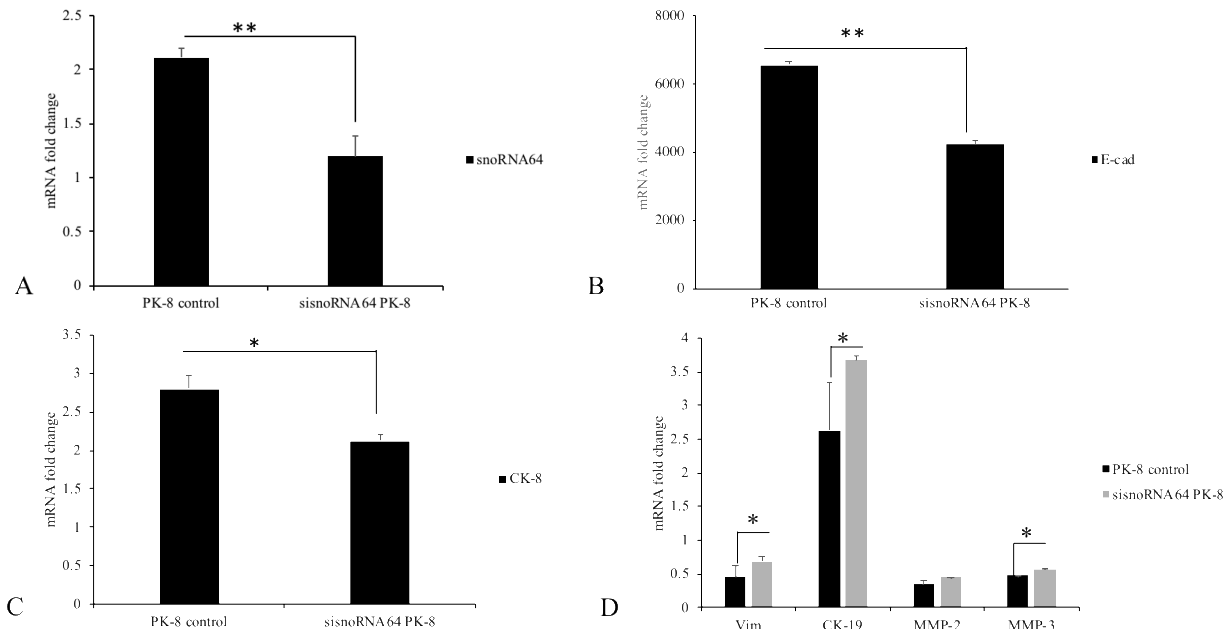 A
mRNA fold change
2.5
2
1.5
1
0.5
0
**
PK-8 control
sisnoRNA64 PK-8
snoRNA64
B
mRNA fold change
8000
6000
4000
2000
0
**
PK-8 control
sisnoRNA64 PK-8
E-cad
C
mRNA fold change
3.5
3
2.5
2
1.5
1
0.5
0
*
PK-8 control
sisnoRNA64 PK-8
CK-8
D
mRNA fold change
4
3.5
3
2.5
2
1.5
1
0.5
0
*
*
*
Vim
CK-19
MMP-2
MMP-3
PK-8 control
sisnoRNA64 PK-8